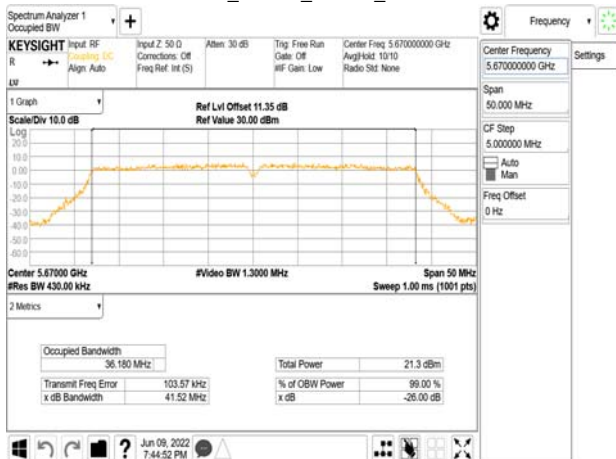 Spectrum Analyzer 1
Occupied BW
Frequency
KEYSIGHT Input: RF
Coupling: DC
Align: Auto
R
LW
Input Z: 50 Ω
Corrections: Off
Freq Ref: Int (S)
Atten: 30 dB
Trig: Free Run
Gate: Off
#IF Gain: Low
Center Freq: 5.670000000 GHz
Avg|Hold: 10/10
Radio Std: None
Center Frequency
5.670000000 GHz
Settings
Span
50.000 MHz
CF Step
5.000000 MHz
Auto
Man
Freq Offset
0 Hz
1 Graph
Scale/Div 10.0 dB
Ref Lvl Offset 11.35 dB
Ref Value 30.00 dBm
Log
20.0
10.0
0.00
-10.0
-20.0
-30.0
-40.0
-50.0
-60.0
Center 5.67000 GHz
#Res BW 430.00 kHz
#Video BW 1.3000 MHz
Span 50 MHz
Sweep 1.00 ms (1001 pts)
2 Metrics
Occupied Bandwidth
36.180 MHz
Total Power 21.3 dBm
Transmit Freq Error 103.57 kHz
% of OBW Power 99.00 %
x dB Bandwidth 41.52 MHz
x dB -26.00 dB
Jun 09, 2022
7:44:52 PM